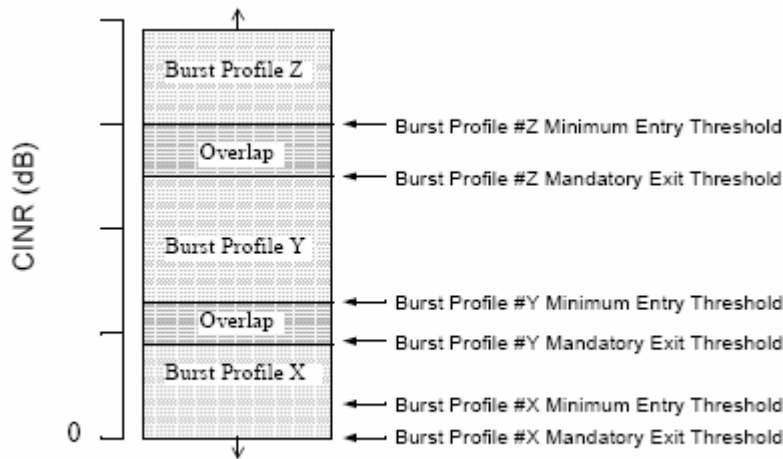 CINR (dB)
Burst Profile Z
Burst Profile #Z Minimum Entry Threshold
Overlap
Burst Profile #Z Mandatory Exit Threshold
Burst Profile Y
Burst Profile #Y Minimum Entry Threshold
Overlap
Burst Profile #Y Mandatory Exit Threshold
Burst Profile X
Burst Profile #X Minimum Entry Threshold
0
Burst Profile #X Mandatory Exit Threshold